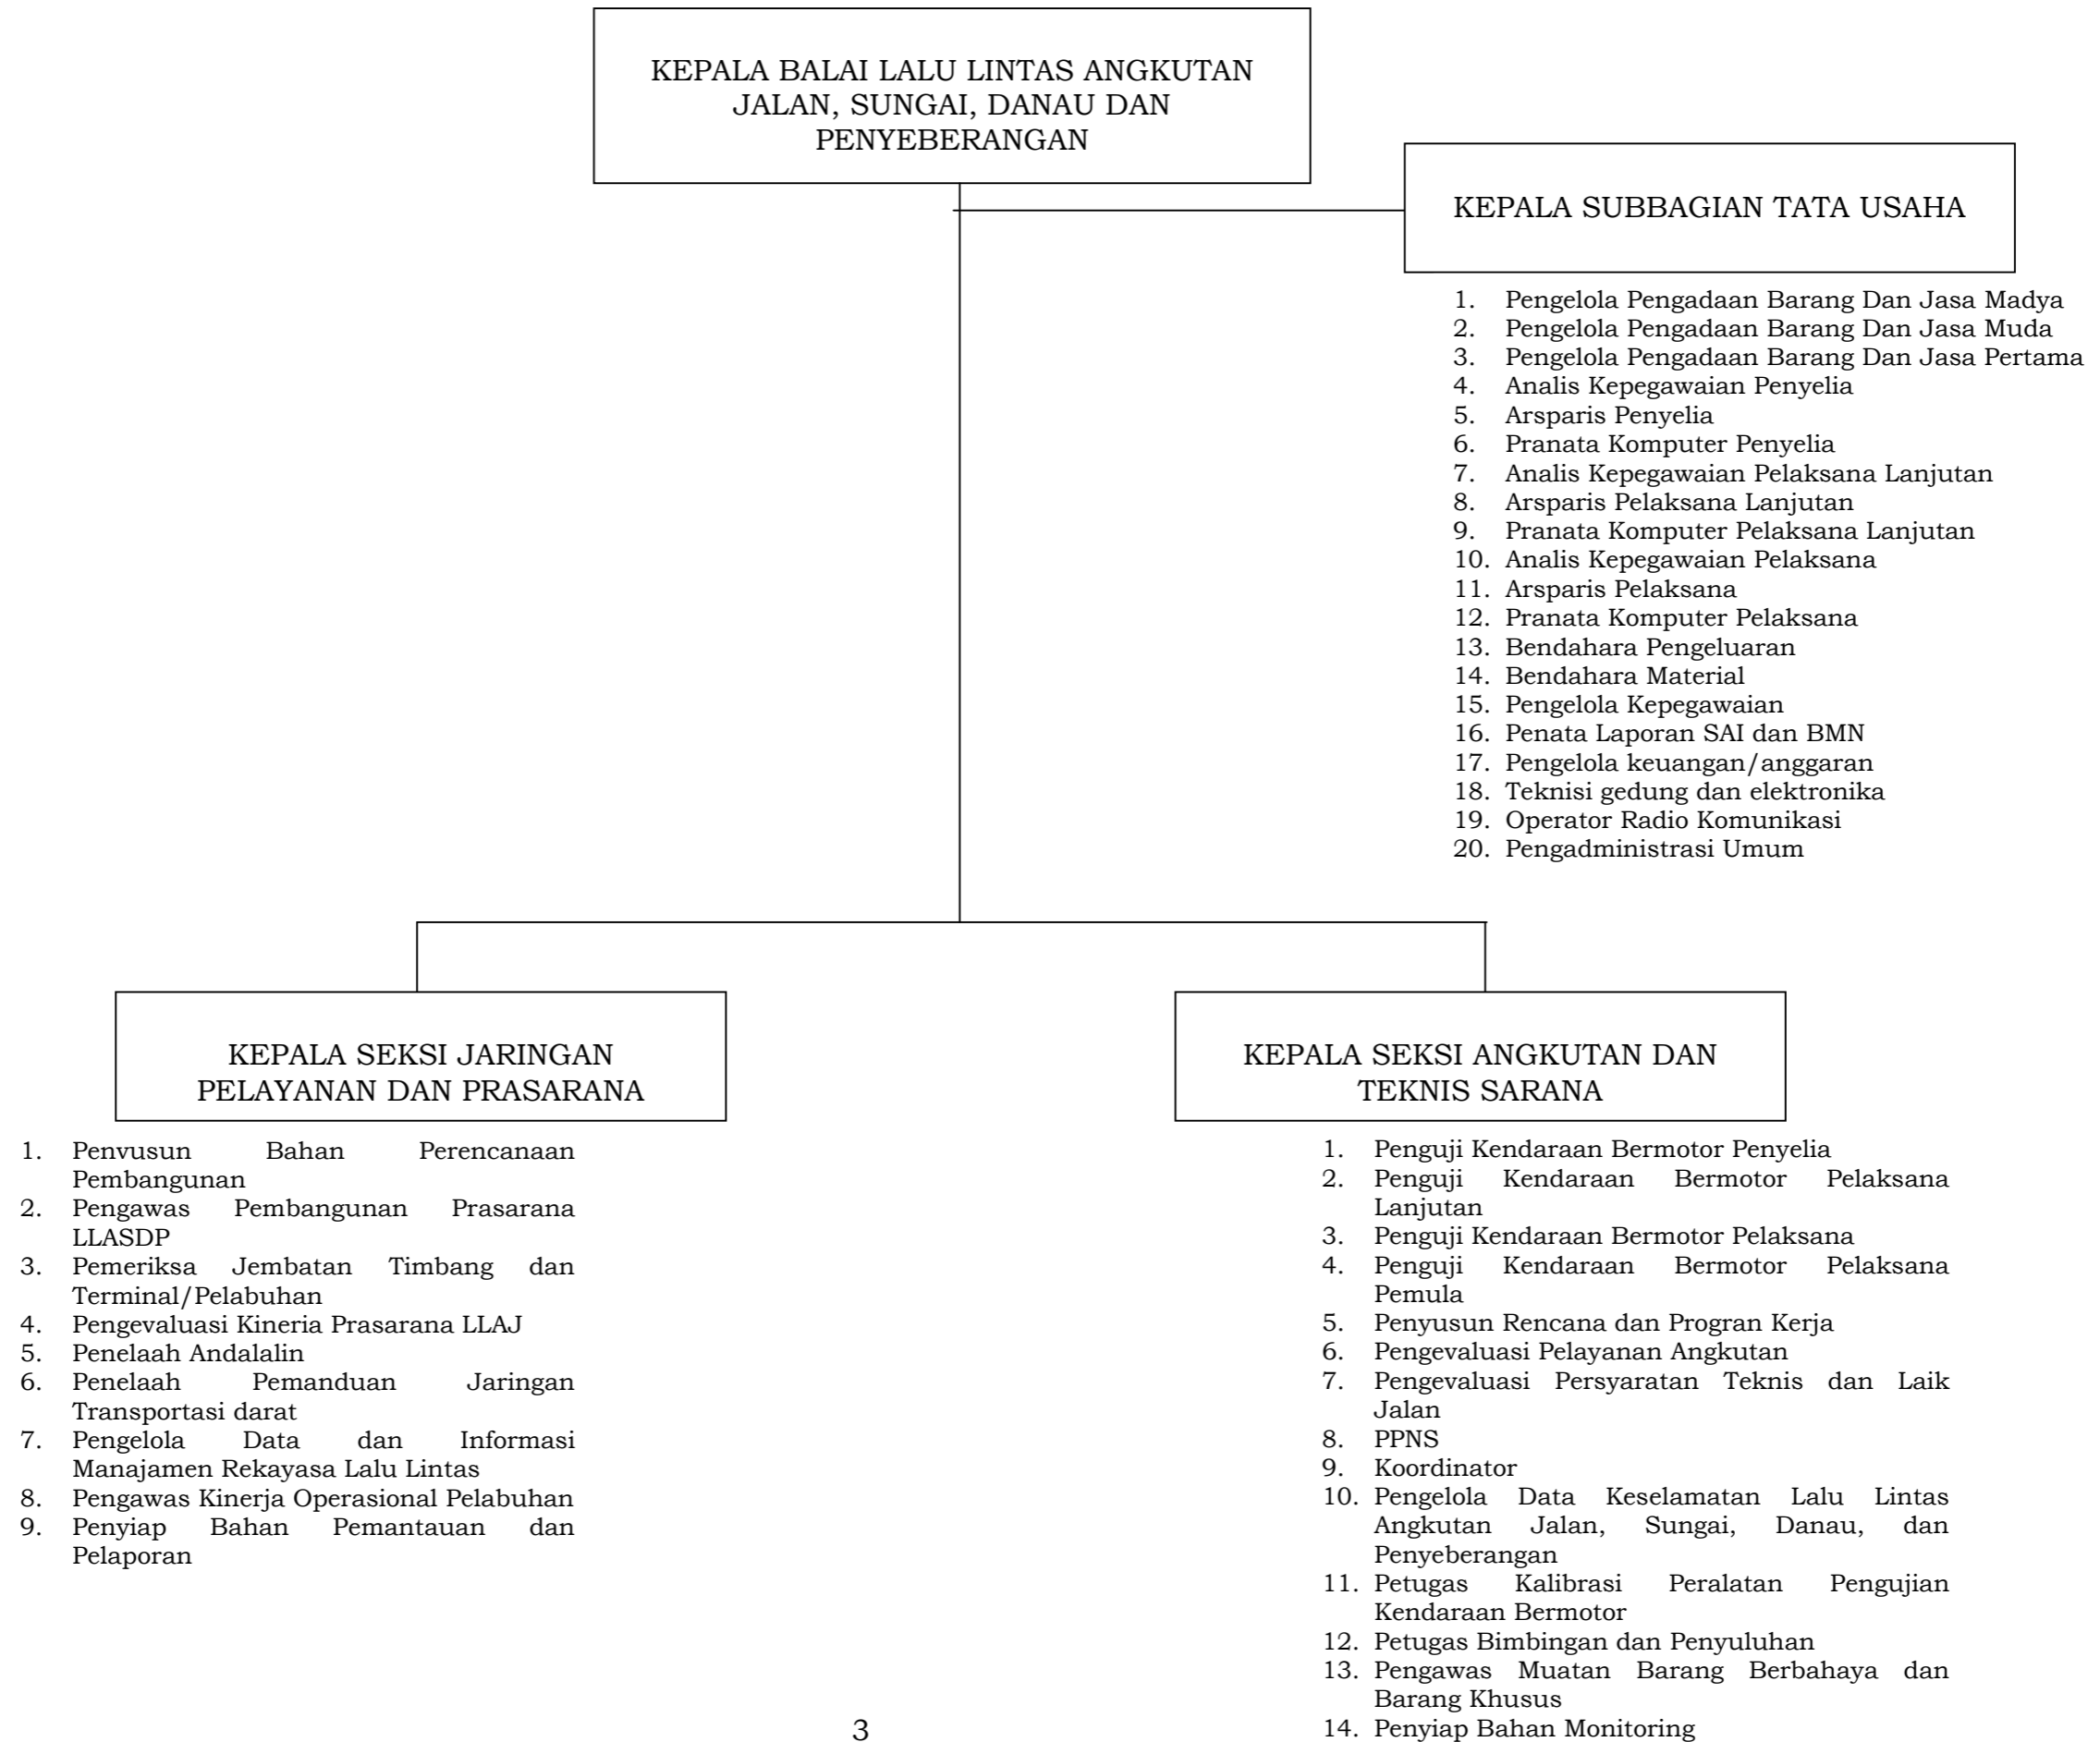 KEPALA BALAI LALU LINTAS ANGKUTAN
JALAN, SUNGAI, DANAU DAN
PENYEBERANGAN
KEPALA SUBBAGIAN TATA USAHA
1. Pengelola Pengadaan Barang Dan Jasa Madya
2. Pengelola Pengadaan Barang Dan Jasa Muda
3. Pengelola Pengadaan Barang Dan Jasa Pertama
4. Analis Kepegawaian Penyelia
5. Arsparis Penyelia
6. Pranata Komputer Penyelia
7. Analis Kepegawaian Pelaksana Lanjutan
8. Arsparis Pelaksana Lanjutan
9. Pranata Komputer Pelaksana Lanjutan
10. Analis Kepegawaian Pelaksana
11. Arsparis Pelaksana
12. Pranata Komputer Pelaksana
13. Bendahara Pengeluaran
14. Bendahara Material
15. Pengelola Kepegawaian
16. Penata Laporan SAI dan BMN
17. Pengelola keuangan/anggaran
18. Teknisi gedung dan elektronika
19. Operator Radio Komunikasi
20. Pengadministrasi Umum
KEPALA SEKSI JARINGAN
PELAYANAN DAN PRASARANA
1. Penvusun Bahan Perencanaan
Pembangunan
2. Pengawas Pembangunan Prasarana
LLASDP
3. Pemeriksa Jembatan Timbang dan
Terminal/Pelabuhan
4. Pengevaluasi Kineria Prasarana LLAJ
5. Penelaah Andalalin
6. Penelaah Pemanduan Jaringan
Transportasi darat
7. Pengelola Data dan Informasi
Manajamen Rekayasa Lalu Lintas
8. Pengawas Kinerja Operasional Pelabuhan
9. Penyiap Bahan Pemantauan dan
Pelaporan
KEPALA SEKSI ANGKUTAN DAN
TEKNIS SARANA
1. Penguji Kendaraan Bermotor Penyelia
2. Penguji Kendaraan Bermotor Pelaksana
Lanjutan
3. Penguji Kendaraan Bermotor Pelaksana
4. Penguji Kendaraan Bermotor Pelaksana
Pemula
5. Penyusun Rencana dan Progran Kerja
6. Pengevaluasi Pelayanan Angkutan
7. Pengevaluasi Persyaratan Teknis dan Laik
Jalan
8. PPNS
9. Koordinator
10. Pengelola Data Keselamatan Lalu Lintas
Angkutan Jalan, Sungai, Danau, dan
Penyeberangan
11. Petugas Kalibrasi Peralatan Pengujian
Kendaraan Bermotor
12. Petugas Bimbingan dan Penyuluhan
13. Pengawas Muatan Barang Berbahaya dan
Barang Khusus
14. Penyiap Bahan Monitoring
3